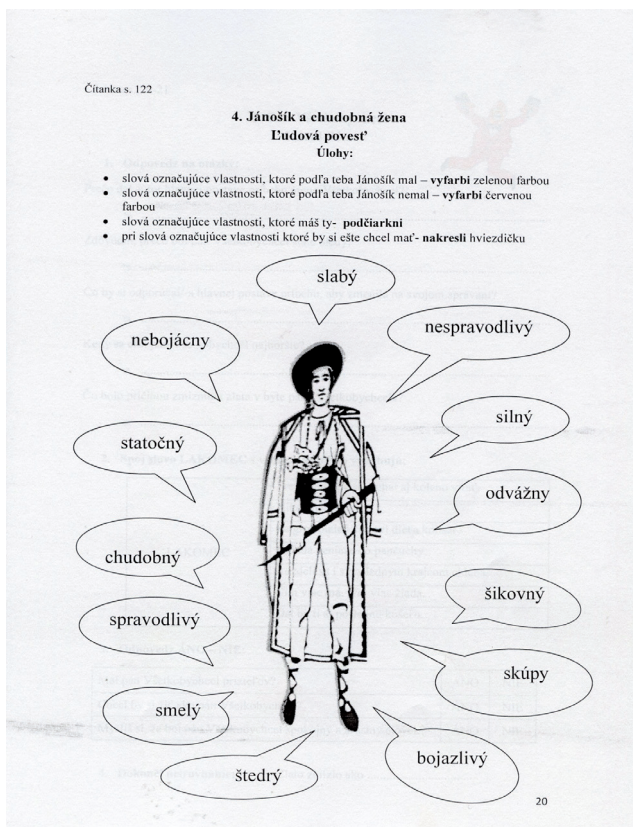 Čítanka s. 122
4. Jánošík a chudobná žena
Ľudová povesť
Úlohy:
• slová označujúce vlastnosti, ktoré podľa teba Jánošík mal – vyfarbi zelenou farbou
• slová označujúce vlastnosti, ktoré podľa teba Jánošík nemal – vyfarbi červenou
farbou
• slová označujúce vlastnosti, ktoré máš ty- podčiarkni
• pri slová označujúce vlastnosti ktoré by si ešte chcel mať- nakresli hviezdičku
slabý
nebojácny
nespravodlivý
silný
statočný
odvážny
chudobný
šikovný
spravodlivý
skúpy
smelý
bojazlivý
štedrý
20